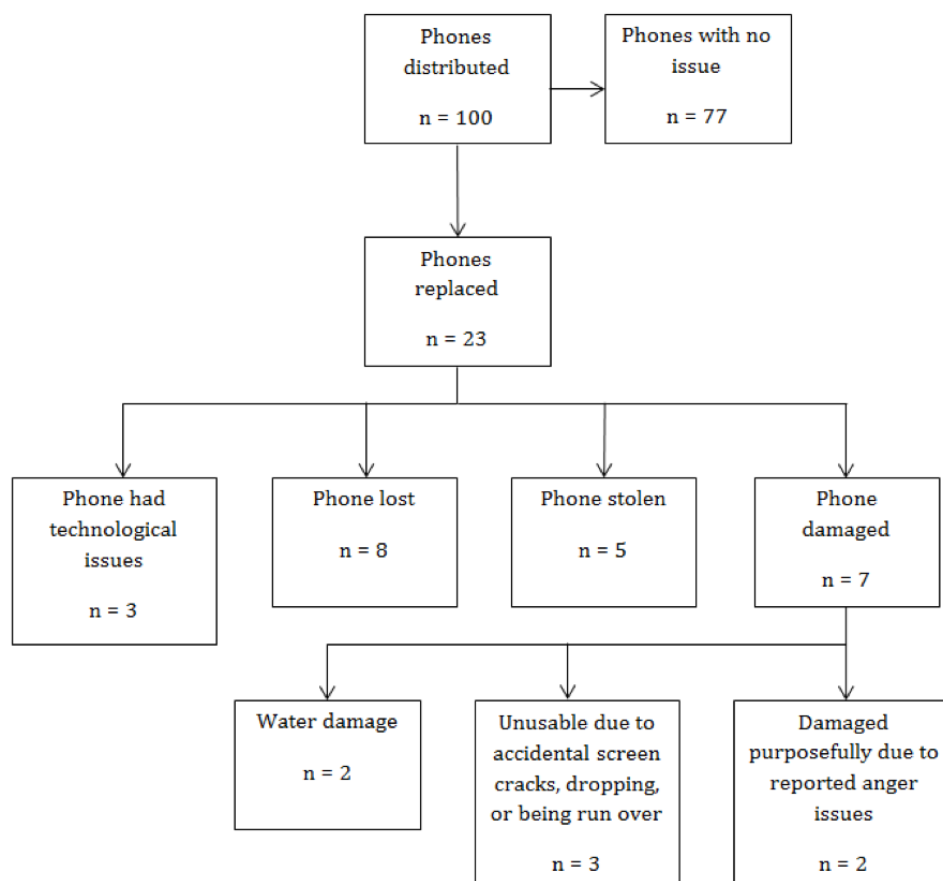 Phones
distributed
n = 100
Phones with no
issue
n = 77
Phones
replaced
n = 23
Phone had
technological
issues
n = 3
Phone lost
n = 8
Phone stolen
n = 5
Phone
damaged
n = 7
Water damage
n = 2
Unusable due to
accidental screen
cracks, dropping,
or being run over
n = 3
Damaged
purposefully due to
reported anger
issues
n = 2